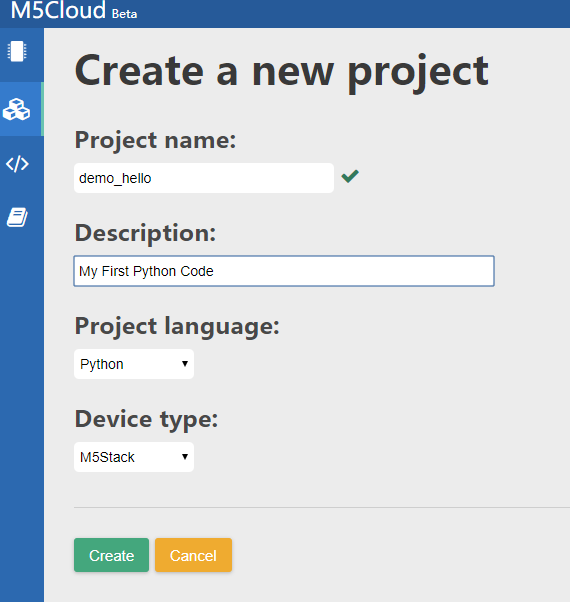 M5Cloud Beta
Create a new project
Project name:
demo_hello
Description:
My First Python Code
Project language:
Python
Device type:
M5Stack
Create Cancel